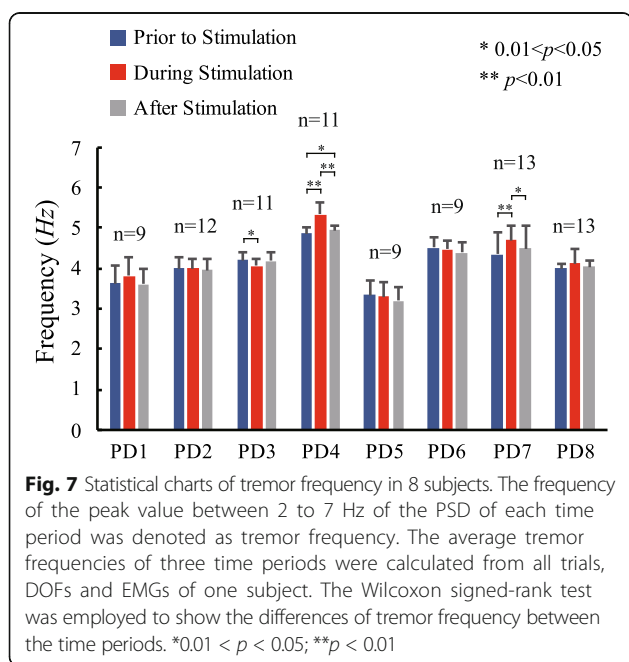 Prior to Stimulation
During Stimulation
After Stimulation
* 0.01<p<0.05
** p<0.01
Frequency (Hz)
7
6
5
4
3
2
1
0
n=9
n=12
n=11
n=11
n=9
n=9
n=13
n=13
*
*
**
**
**
*
PD1 PD2 PD3 PD4 PD5 PD6 PD7 PD8
Fig. 7 Statistical charts of tremor frequency in 8 subjects. The frequency
of the peak value between 2 to 7 Hz of the PSD of each time
period was denoted as tremor frequency. The average tremor
frequencies of three time periods were calculated from all trials,
DOFs and EMGs of one subject. The Wilcoxon signed-rank test
was employed to show the differences of tremor frequency between
the time periods. *0.01 < p < 0.05; **p < 0.01